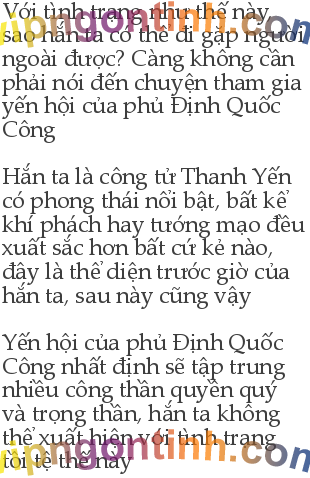 Với tình trạng như thế này,
sao hắn ta có thể đi gặp người
ngoài được? Càng không cần
phải nói đến chuyện tham gia
yến hội của phủ Định Quốc
Công
Hắn ta là công tử Thanh Yến
có phong thái nổi bật, bất kể
khí phách hay tướng mạo đều
xuất sắc hơn bất cứ kẻ nào,
đây là thể diện trước giờ của
hắn ta, sau này cũng vậy
Yến hội của phủ Định Quốc
Công nhất định sẽ tập trung
nhiều công thần quyền quý
và trọng thần, hắn ta không
thể xuất hiện với tình trạng
tồi tệ thế này
vipngontinh.com
vipngontinh.com